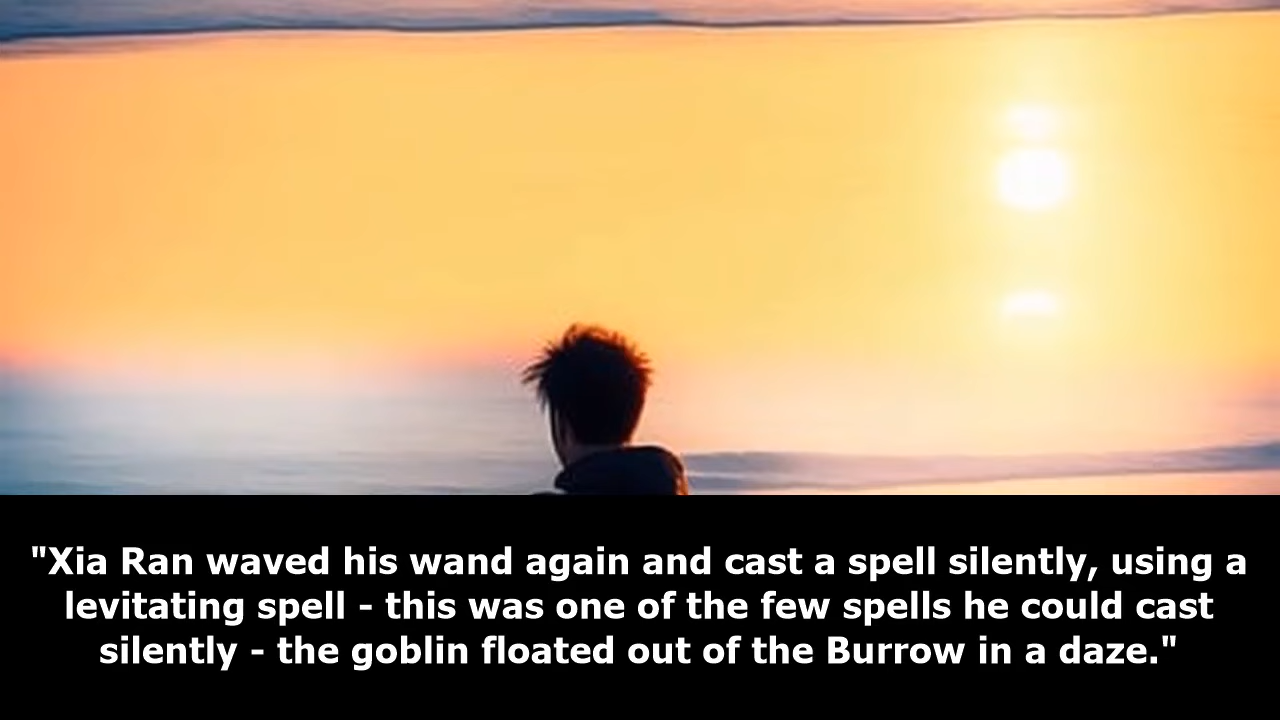 "Xia Ran waved his wand again and cast a spell silently, using a
levitating spell - this was one of the few spells he could cast
silently - the goblin floated out of the Burrow in a daze."